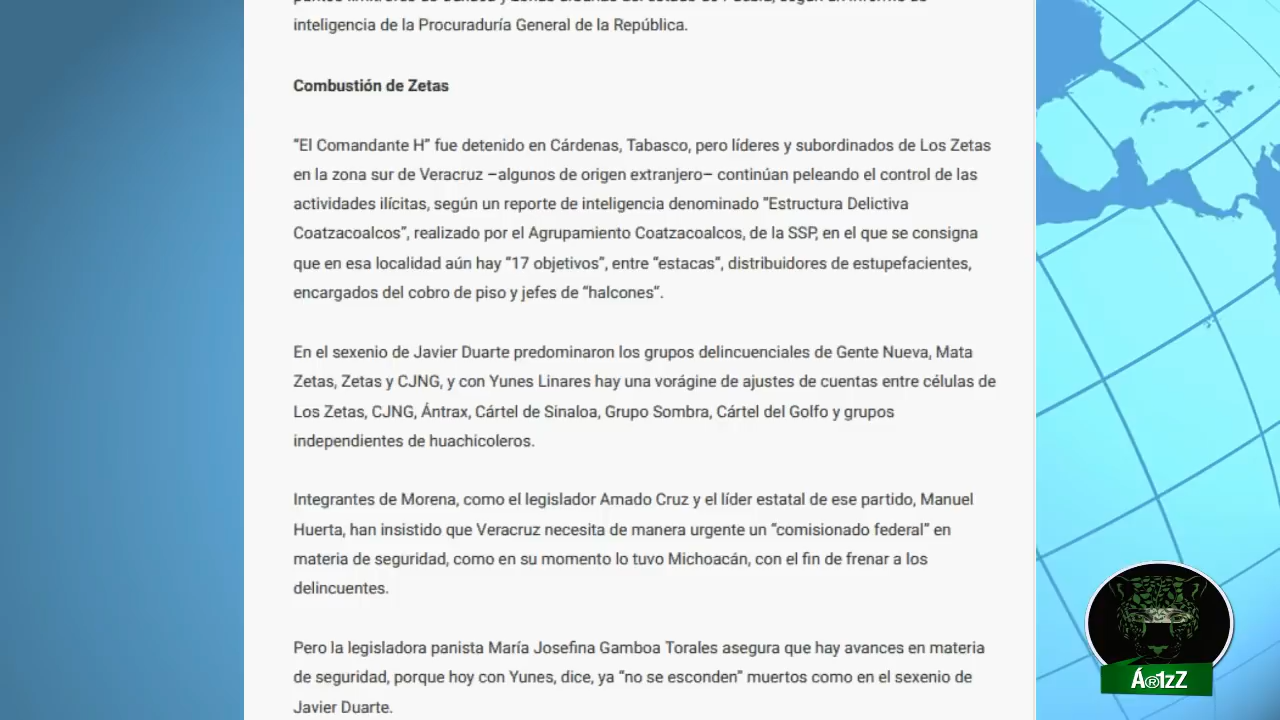 inteligencia de la Procuraduría General de la República.
Combustión de Zetas
“El Comandante H” fue detenido en Cárdenas, Tabasco, pero líderes y subordinados de Los Zetas
en la zona sur de Veracruz –algunos de origen extranjero– continúan peleando el control de las
actividades ilícitas, según un reporte de inteligencia denominado “Estructura Delictiva
Coatzacoalcos”, realizado por el Agrupamiento Coatzacoalcos, de la SSP, en el que se consigna
que en esa localidad aún hay “17 objetivos”, entre “estacas”, distribuidores de estupefacientes,
encargados del cobro de piso y jefes de “halcones”.
En el sexenio de Javier Duarte predominaron los grupos delincuenciales de Gente Nueva, Mata
Zetas, Zetas y CJNG, y con Yunes Linares hay una vorágine de ajustes de cuentas entre células de
Los Zetas, CJNG, Ántrax, Cártel de Sinaloa, Grupo Sombra, Cártel del Golfo y grupos
independientes de huachicoleros.
Integrantes de Morena, como el legislador Amado Cruz y el líder estatal de ese partido, Manuel
Huerta, han insistido que Veracruz necesita de manera urgente un “comisionado federal” en
materia de seguridad, como en su momento lo tuvo Michoacán, con el fin de frenar a los
delincuentes.
Pero la legisladora panista María Josefina Gamboa Torales asegura que hay avances en materia
de seguridad, porque hoy con Yunes, dice, ya “no se esconden” muertos como en el sexenio de
Javier Duarte.
Á®1zZ